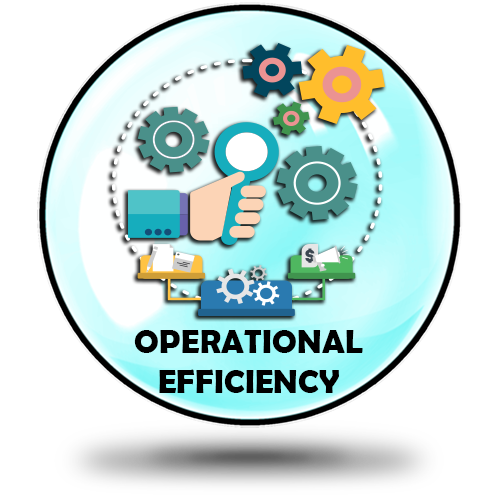 $
OPERATIONAL
EFFICIENCY